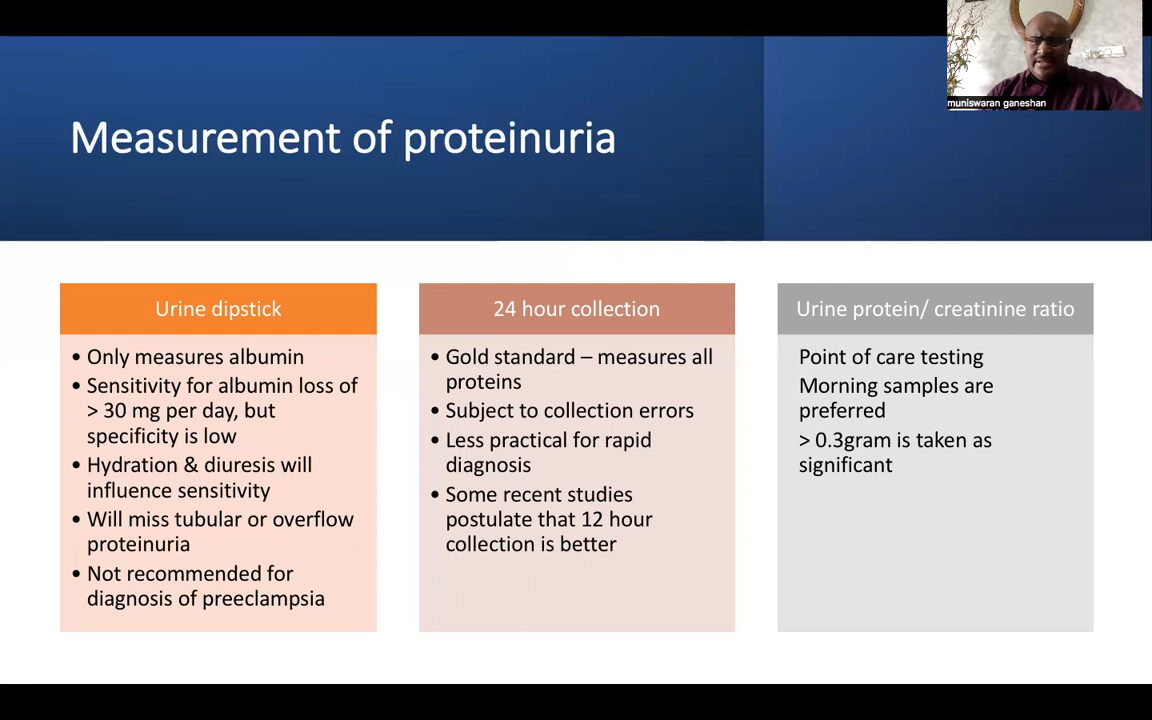 muniswaran ganeshan
Measurement of proteinuria
Urine dipstick
• Only measures albumin
• Sensitivity for albumin loss of
> 30 mg per day, but
specificity is low
• Hydration & diuresis will
influence sensitivity
• Will miss tubular or overflow
proteinuria
• Not recommended for
diagnosis of preeclampsia
24 hour collection
• Gold standard – measures all
proteins
• Subject to collection errors
• Less practical for rapid
diagnosis
• Some recent studies
postulate that 12 hour
collection is better
Urine protein/ creatinine ratio
Point of care testing
Morning samples are
preferred
> 0.3gram is taken as
significant